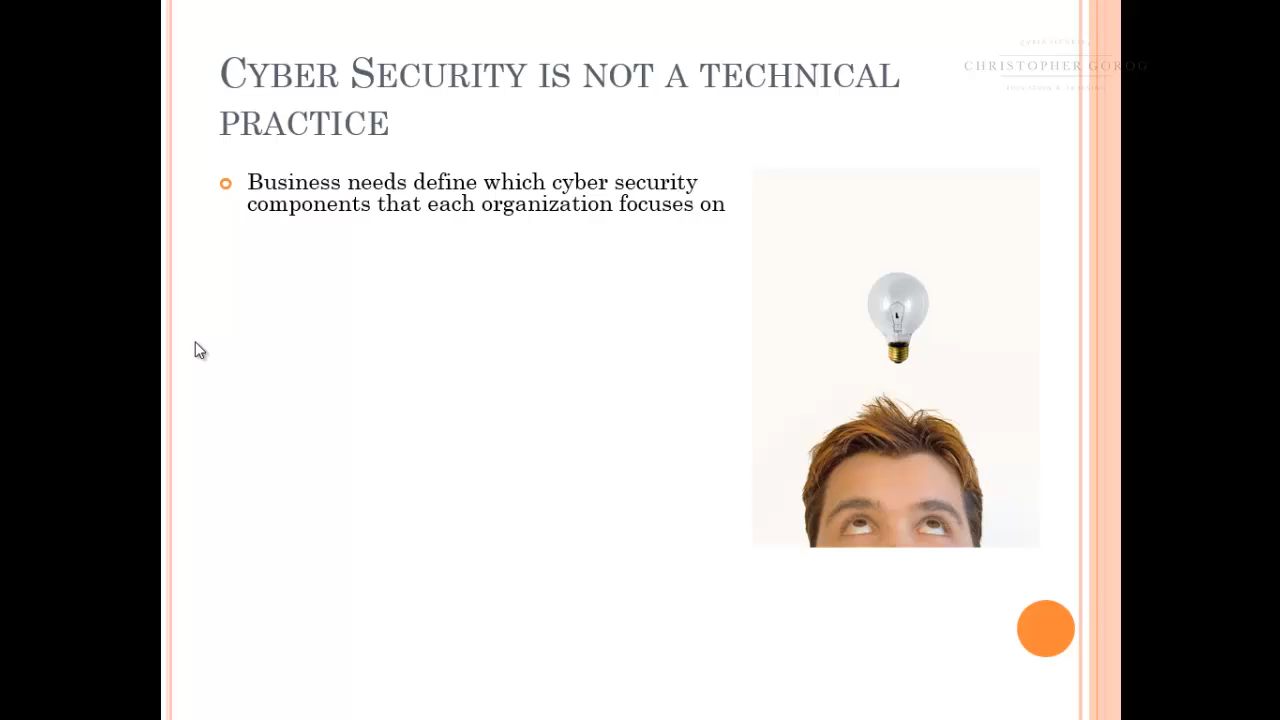 CYBER SECURITY IS NOT A TECHNICAL
PRACTICE
CHRISTOPHER GOROG
Business needs define which cyber security
components that each organization focuses on